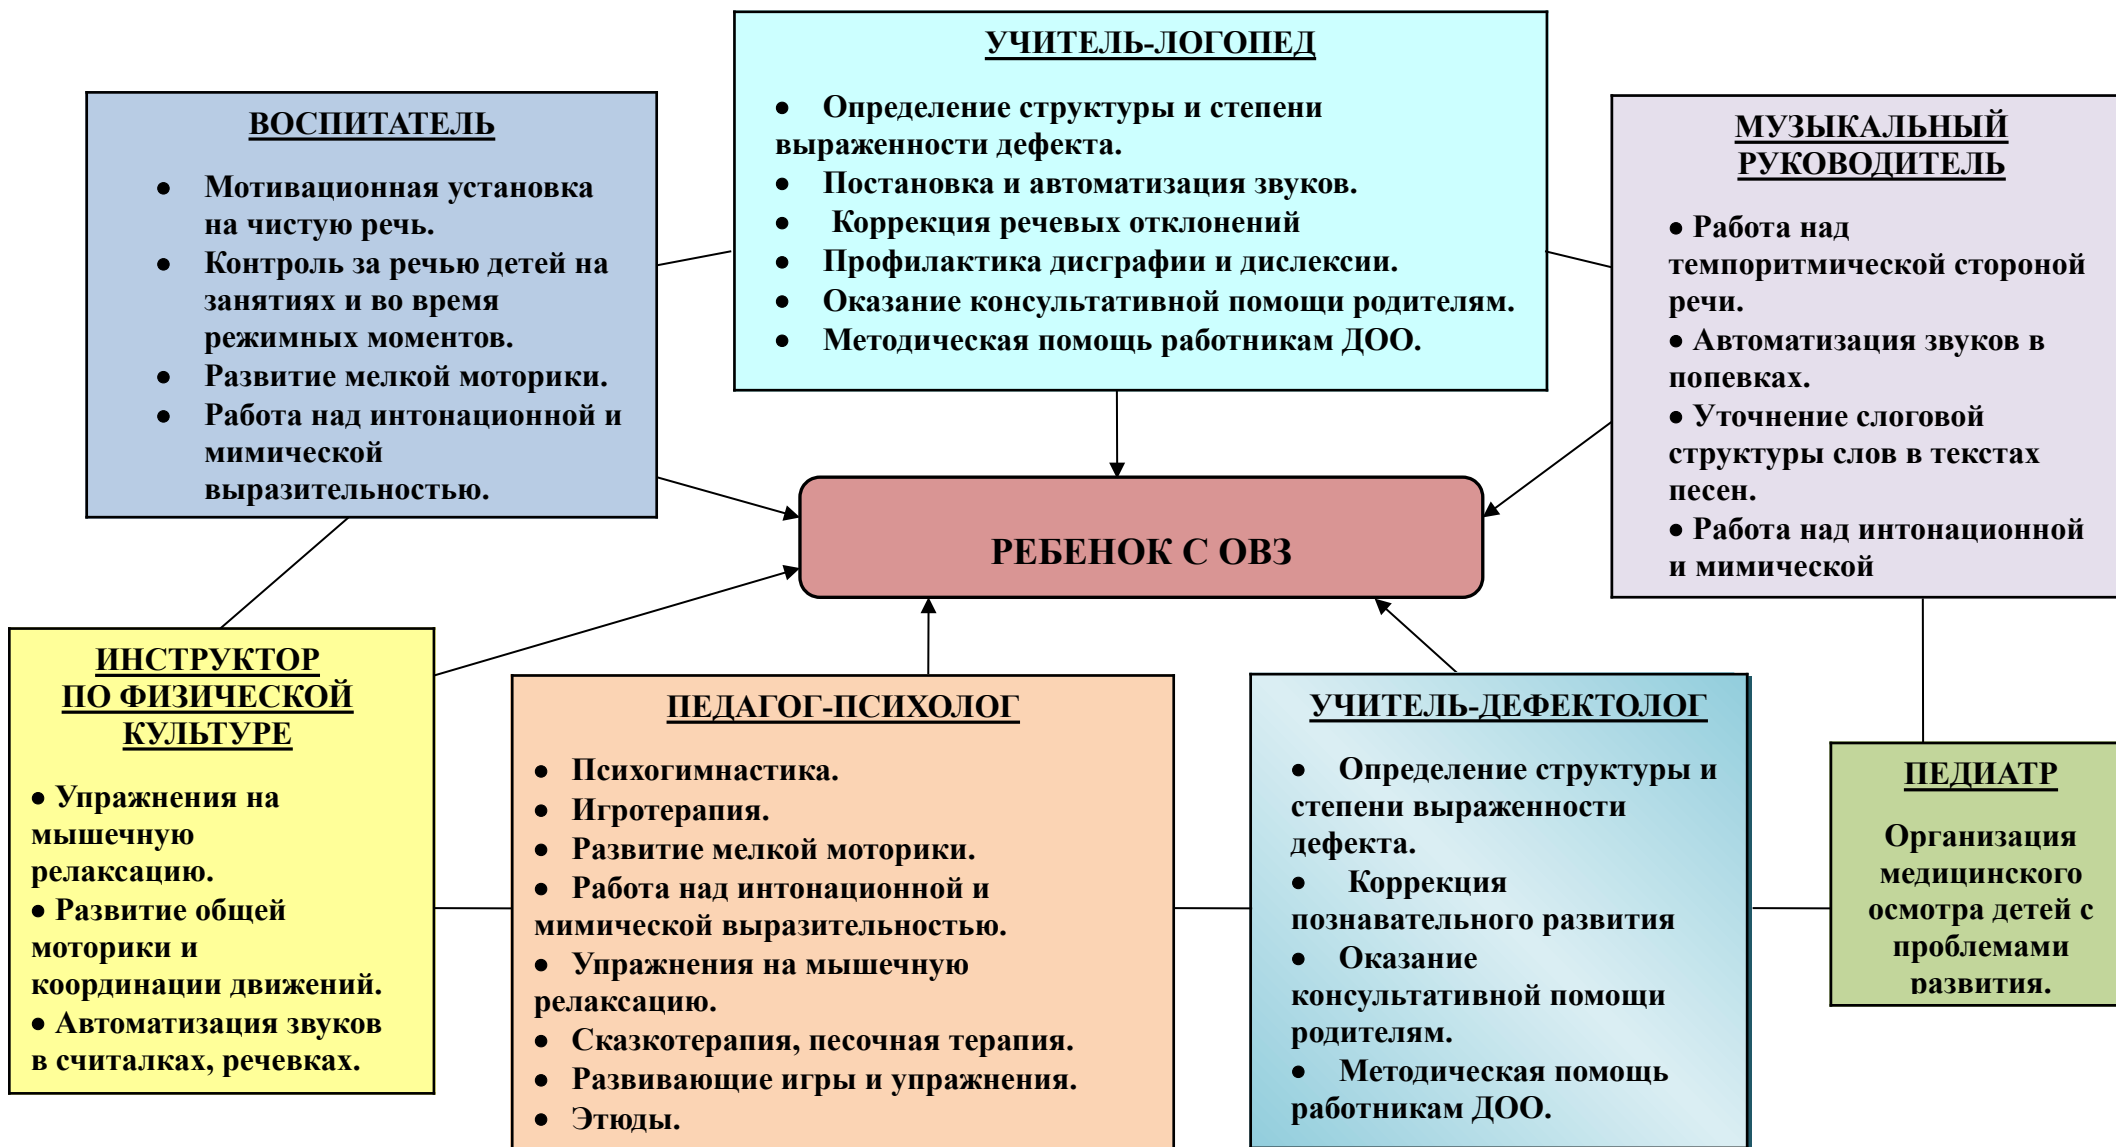 УЧИТЕЛЬ-ЛОГОПЕД
• Определение структуры и степени
выраженности дефекта.
• Постановка и автоматизация звуков.
• Коррекция речевых отклонений
• Профилактика дисграфии и дислексии.
• Оказание консультативной помощи родителям.
• Методическая помощь работникам ДОО.
ВОСПИТАТЕЛЬ
• Мотивационная установка
на чистую речь.
• Контроль за речью детей на
занятиях и во время
режимных моментов.
• Развитие мелкой моторики.
• Работа над интонационной и
мимической
выразительностью.
МУЗЫКАЛЬНЫЙ
РУКОВОДИТЕЛЬ
• Работа над
темпоритмической стороной
речи.
• Автоматизация звуков в
попевках.
• Уточнение слоговой
структуры слов в текстах
песен.
• Работа над интонационной
и мимической
РЕБЕНОК С ОВЗ
ИНСТРУКТОР
ПО ФИЗИЧЕСКОЙ
КУЛЬТУРЕ
• Упражнения на
мышечную
релаксацию.
• Развитие общей
моторики и
координации движений.
• Автоматизация звуков
в считалках, речевках.
ПЕДАГОГ-ПСИХОЛОГ
• Психогимнастика.
• Игротерапия.
• Развитие мелкой моторики.
• Работа над интонационной и
мимической выразительностью.
• Упражнения на мышечную
релаксацию.
• Сказкотерапия, песочная терапия.
• Развивающие игры и упражнения.
• Этюды.
УЧИТЕЛЬ-ДЕФЕКТОЛОГ
• Определение структуры и
степени выраженности
дефекта.
• Коррекция
познавательного развития
• Оказание
консультативной помощи
родителям.
• Методическая помощь
работникам ДОО.
ПЕДИАТР
Организация
медицинского
осмотра детей с
проблемами
развития.